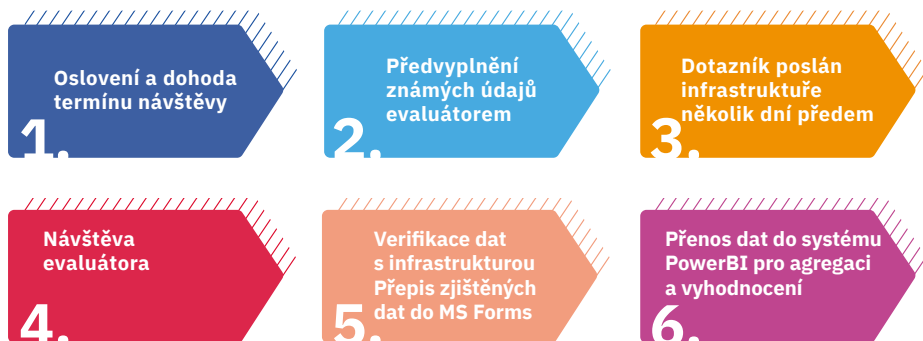 Oslovení a dohoda
termínu návštěvy
1.
Předvyplnění
známých údajů
evaluátorem
2.
Dotazník poslán
infrastruktuře
několik dní předem
3.
Návštěva
evaluátora
4.
Verifikace dat
s infrastrukturou
Přepis zjištěných
dat do MS Forms
5.
Přenos dat do systému
PowerBI pro agregaci
a vyhodnocení
6.